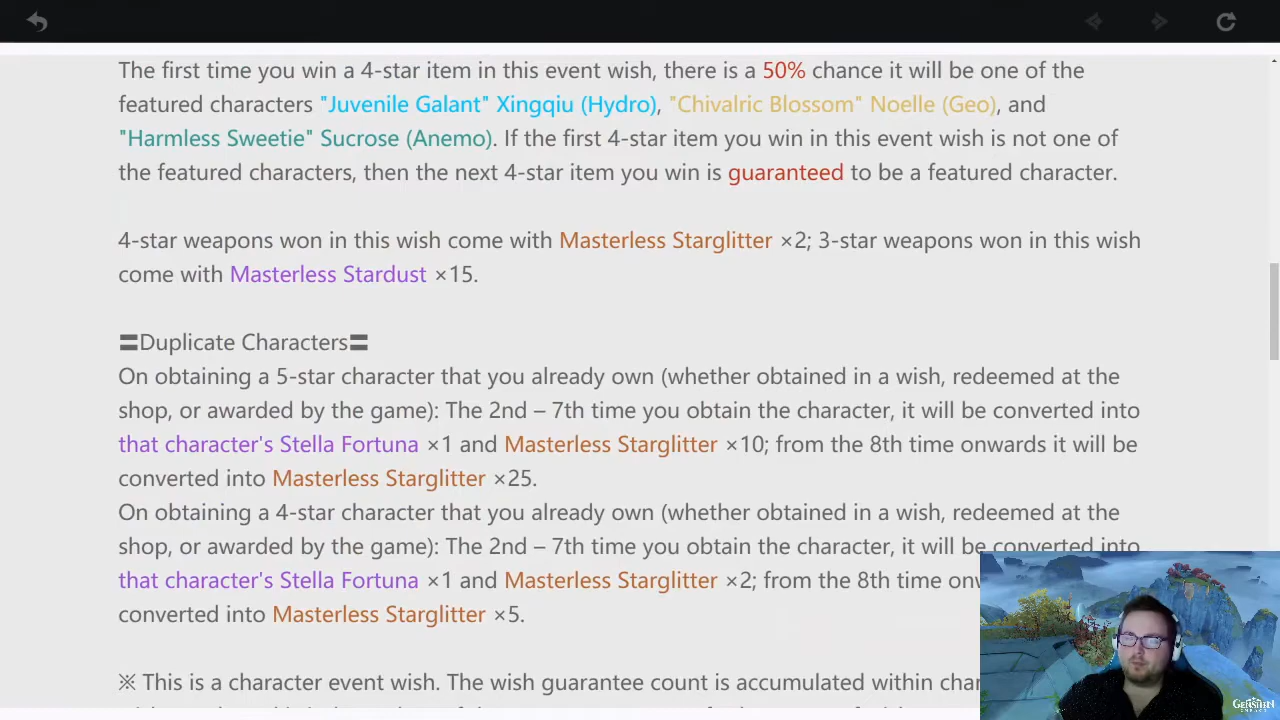 The first time you win a 4-star item in this event wish, there is a 50% chance it will be one of the
featured characters "Juvenile Galant" Xingqiu (Hydro), "Chivalric Blossom" Noelle (Geo), and
"Harmless Sweetie" Sucrose (Anemo). If the first 4-star item you win in this event wish is not one of
the featured characters, then the next 4-star item you win is guaranteed to be a featured character.
4-star weapons won in this wish come with Masterless Starglitter ×2; 3-star weapons won in this wish
come with Masterless Stardust ×15.
〓Duplicate Characters〓
On obtaining a 5-star character that you already own (whether obtained in a wish, redeemed at the
shop, or awarded by the game): The 2nd – 7th time you obtain the character, it will be converted into
that character's Stella Fortuna ×1 and Masterless Starglitter ×10; from the 8th time onwards it will be
converted into Masterless Starglitter ×25.
On obtaining a 4-star character that you already own (whether obtained in a wish, redeemed at the
shop, or awarded by the game): The 2nd – 7th time you obtain the character, it will be converted into
that character's Stella Fortuna ×1 and Masterless Starglitter ×2; from the 8th time
converted into Masterless Starglitter ×5.
※ This is a character event wish. The wish guarantee count is accumulated within
GENSHIN IMPACT